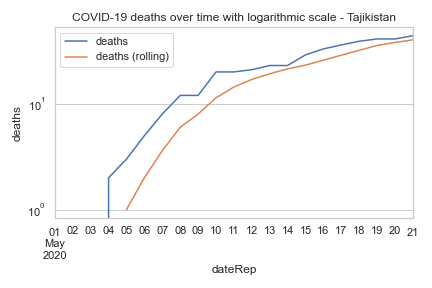 COVID-19 deaths over time with logarithmic scale - Tajikistan
deaths
deaths (rolling)
deaths
10¹
10⁰
01 02 03 04 05 06 07 08 09 10 11 12 13 14 15 16 17 18 19 20 21
May
2020
dateRep